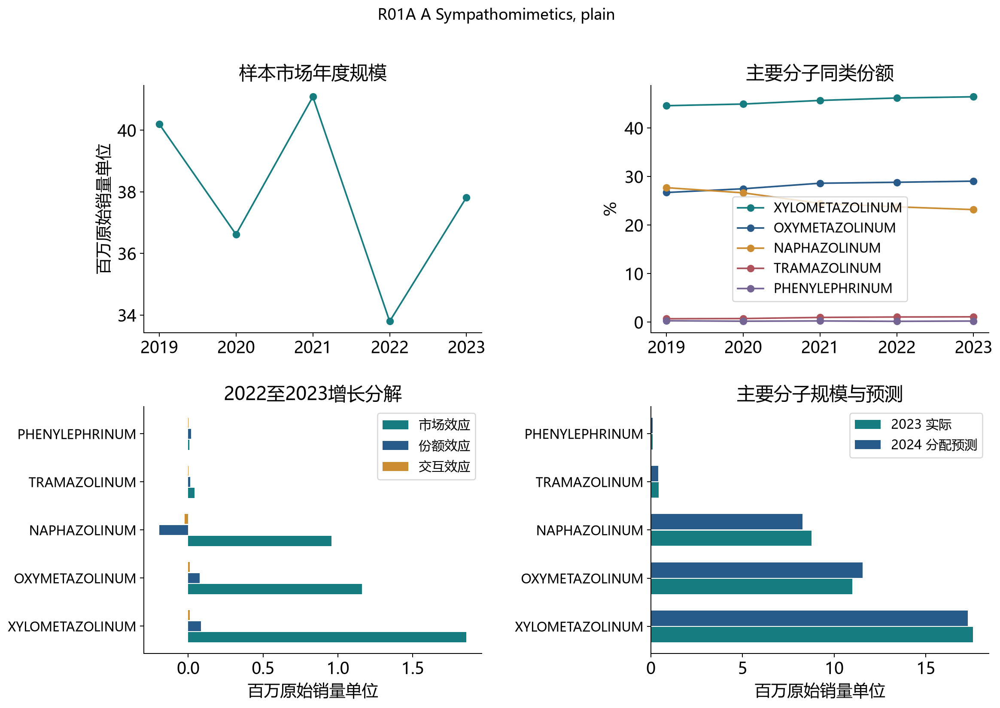 R01A A Sympathomimetics, plain
样本市场年度规模
百万原始销量单位
40
38
36
34
2019 2020 2021 2022 2023
主要分子同类份额
%
40
30
20
10
0
XYLOMETAZOLINUM
OXYMETAZOLINUM
NAPHAZOLINUM
TRAMAZOLINUM
PHENYLEPHRINUM
2019 2020 2021 2022 2023
2022至2023增长分解
市场效应
份额效应
交互效应
PHENYLEPHRINUM
TRAMAZOLINUM
NAPHAZOLINUM
OXYMETAZOLINUM
XYLOMETAZOLINUM
0.0 0.5 1.0 1.5
百万原始销量单位
主要分子规模与预测
2023 实际
2024 分配预测
PHENYLEPHRINUM
TRAMAZOLINUM
NAPHAZOLINUM
OXYMETAZOLINUM
XYLOMETAZOLINUM
0 5 10 15
百万原始销量单位